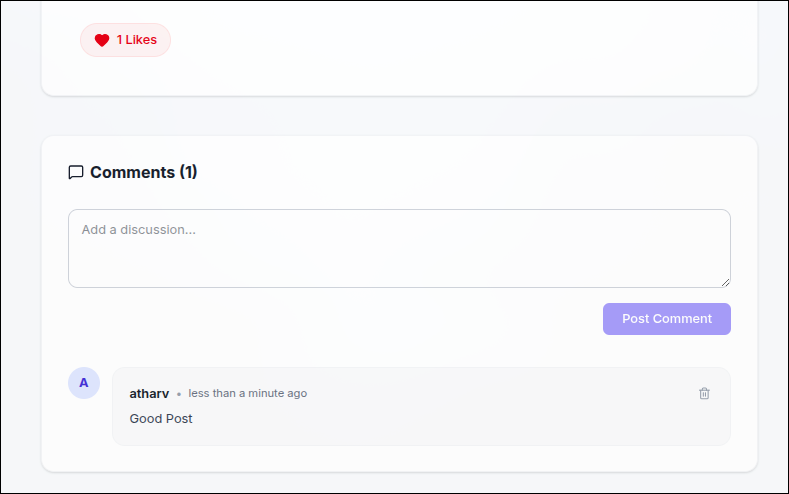 1 Likes
Comments (1)
Add a discussion...
Post Comment
A
atharv • less than a minute ago
Good Post